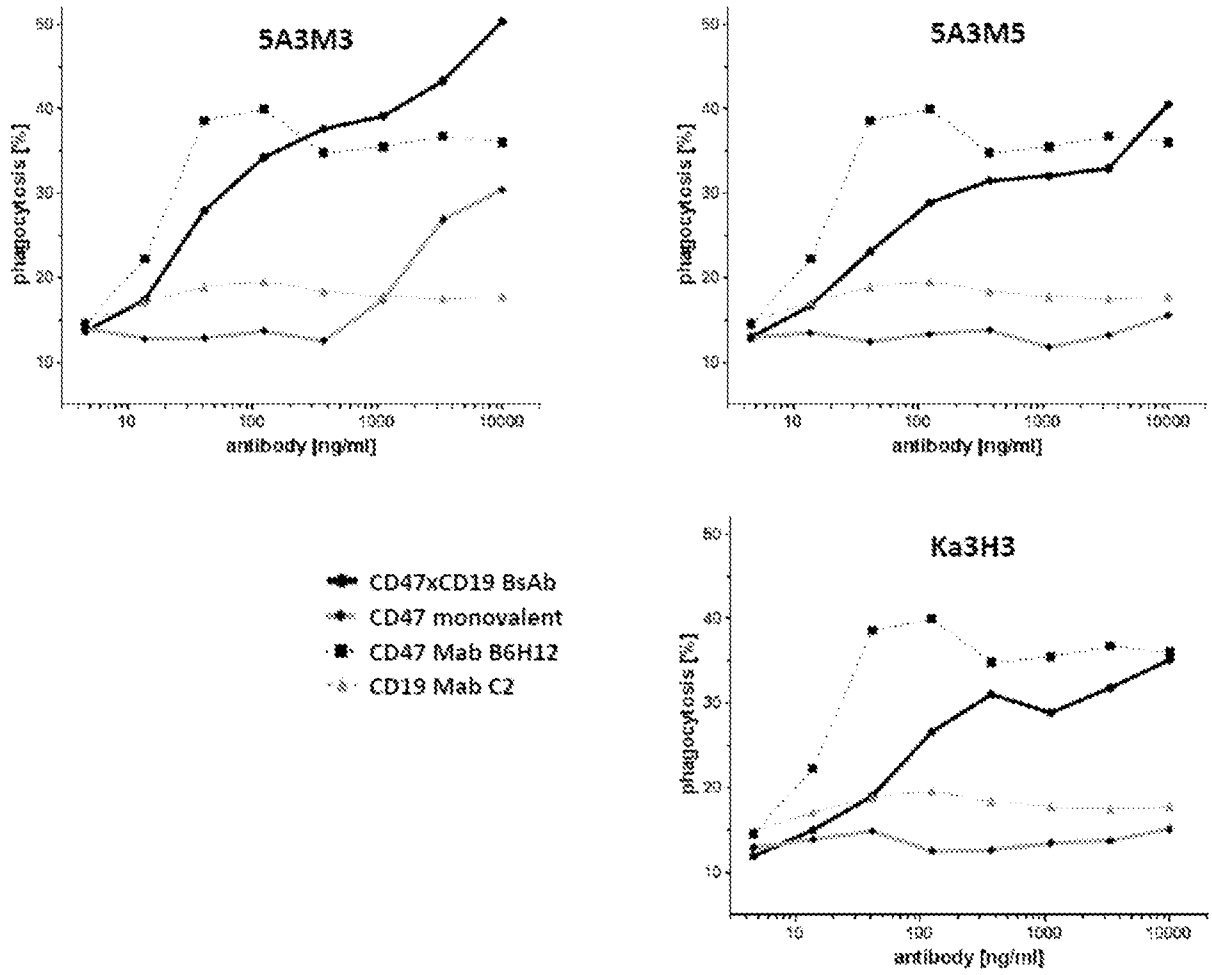 5A3M3
50
40
30
20
10
phagocytosis [%]
10 100 1000 10000
antibody [ng/ml]
5A3M5
50
40
30
20
10
phagocytosis [%]
10 100 1000 10000
antibody [ng/ml]
CD47xCD19 BsAb
CD47 monovalent
CD47 Mab B6H12
CD19 Mab C2
Ka3H3
50
40
30
20
10
phagocytosis [%]
10 100 1000 10000
antibody [ng/ml]